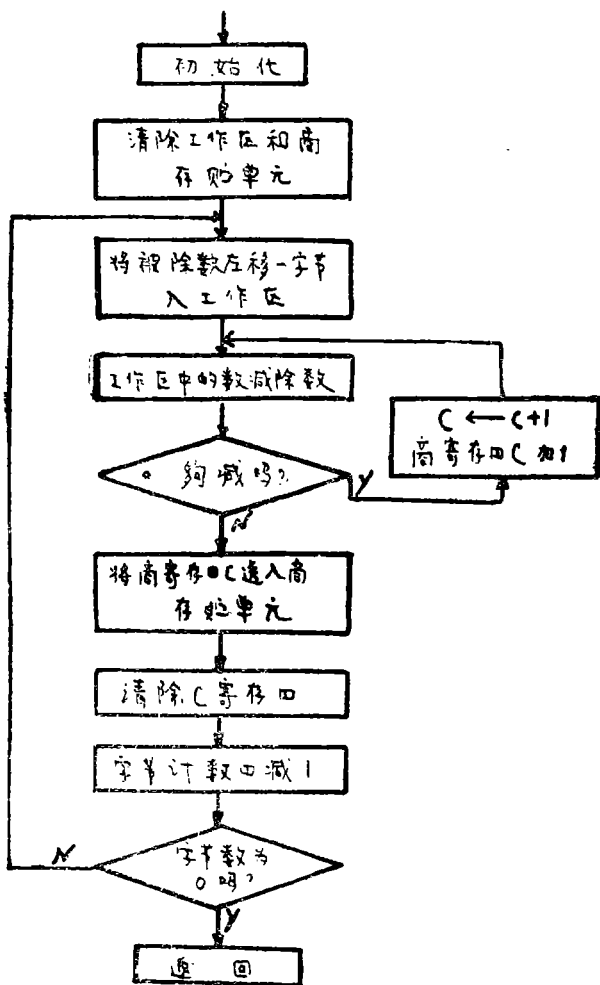 初始化
清除工作区和商
存贮单元
将被除数左移一字节
入工作区
工作区中的数减除数
C ← C+1
商寄存口C加1
够减吗?
Y
N
将商寄存 C送入商
存贮单元
清除C寄存口
字节计数口减1
字节数为
0吗?
N
Y
返回